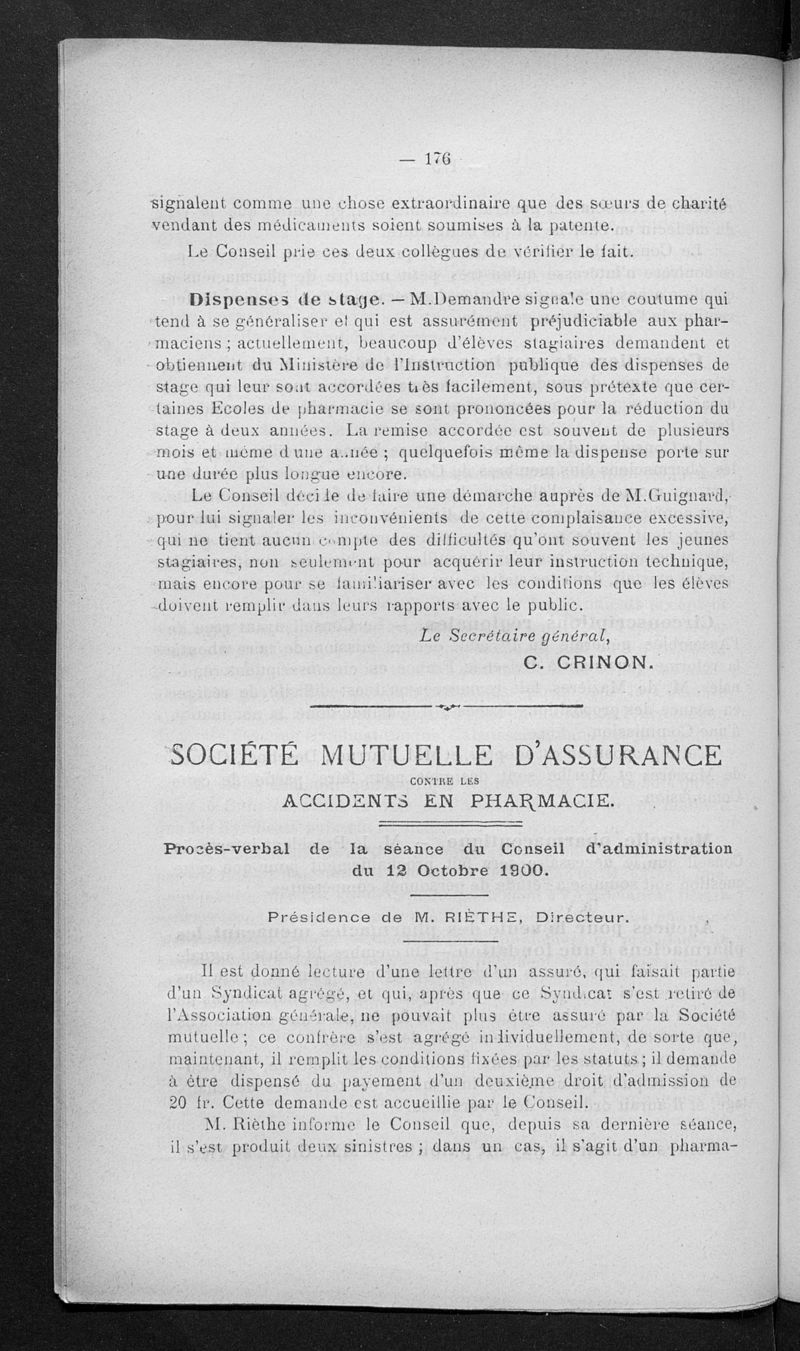 — 176
signalent comme une chose extraordinaire que des sœurs de charité
vendant des médicaments soient soumises à la patente.
Le Conseil prie ces deux collègues de vérifier le fait.
Dispenses de stage. — M. Demandre signale une coutume qui
tend à se généraliser et qui est assurément préjudiciable aux phar-
maciens ; actuellement, beaucoup d'élèves stagiaires demandent et
obtiennent du Ministère de l'Instruction publique des dispenses de
stage qui leur sont accordées très facilement, sous prétexte que cer-
taines Ecoles de pharmacie se sont prononcées pour la réduction du
stage à deux années. La remise accordée est souvent de plusieurs
mois et même d'une année ; quelquefois même la dispense porte sur
une durée plus longue encore.
Le Conseil décide de faire une démarche auprès de M. Guignard,
pour lui signaler les inconvénients de cette complaisance excessive,
qui ne tient aucun compte des difficultés qu'ont souvent les jeunes
stagiaires, non seulement pour acquérir leur instruction technique,
mais encore pour se familiariser avec les conditions que les élèves
doivent remplir dans leurs rapports avec le public.
Le Secrétaire général,
C. CRINON.
SOCIÉTÉ MUTUELLE D'ASSURANCE
CONTRE LES
ACCIDENTS EN PHARMACIE.
Procès-verbal de la séance du Conseil d'administration
du 12 Octobre 1900.
Présidence de M. RIÈTHE, Directeur.
Il est donné lecture d'une lettre d'un assuré, qui faisait partie
d'un Syndicat agrégé, et qui, après que ce Syndicat s'est retiré de
l'Association générale, ne pouvait plus être assuré par la Société
mutuelle ; ce confrère s'est agrégé individuellement, de sorte que,
maintenant, il remplit les conditions fixées par les statuts ; il demande
à être dispensé du payement d'un deuxième droit d'admission de
20 fr. Cette demande est accueillie par le Conseil.
M. Rièthe informe le Conseil que, depuis sa dernière séance,
il s'est produit deux sinistres ; dans un cas, il s'agit d'un pharma-